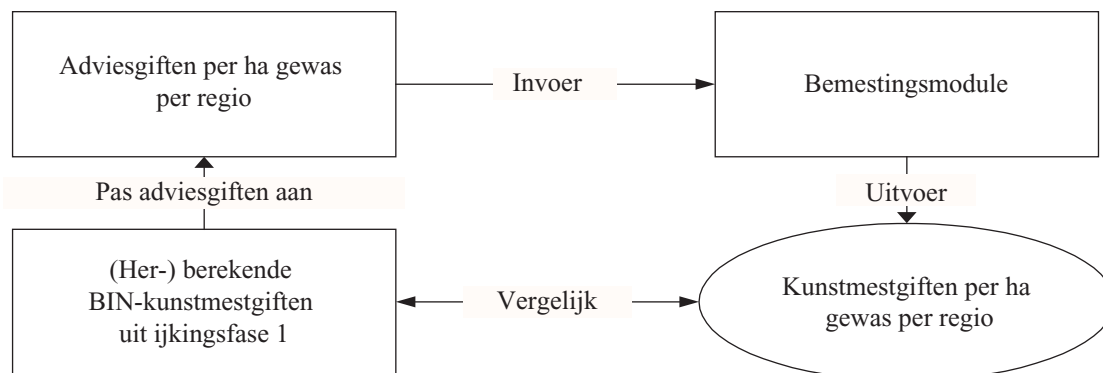 Adviesgiften per ha gewas
per regio
Invoer
Bemestingsmodule
Pas adviesgiften aan
Uitvoer
(Her-) berekende
BIN-kunstmestgiften
uit ijkingsfase 1
Vergelijk
Kunstmestgiften per ha
gewas per regio